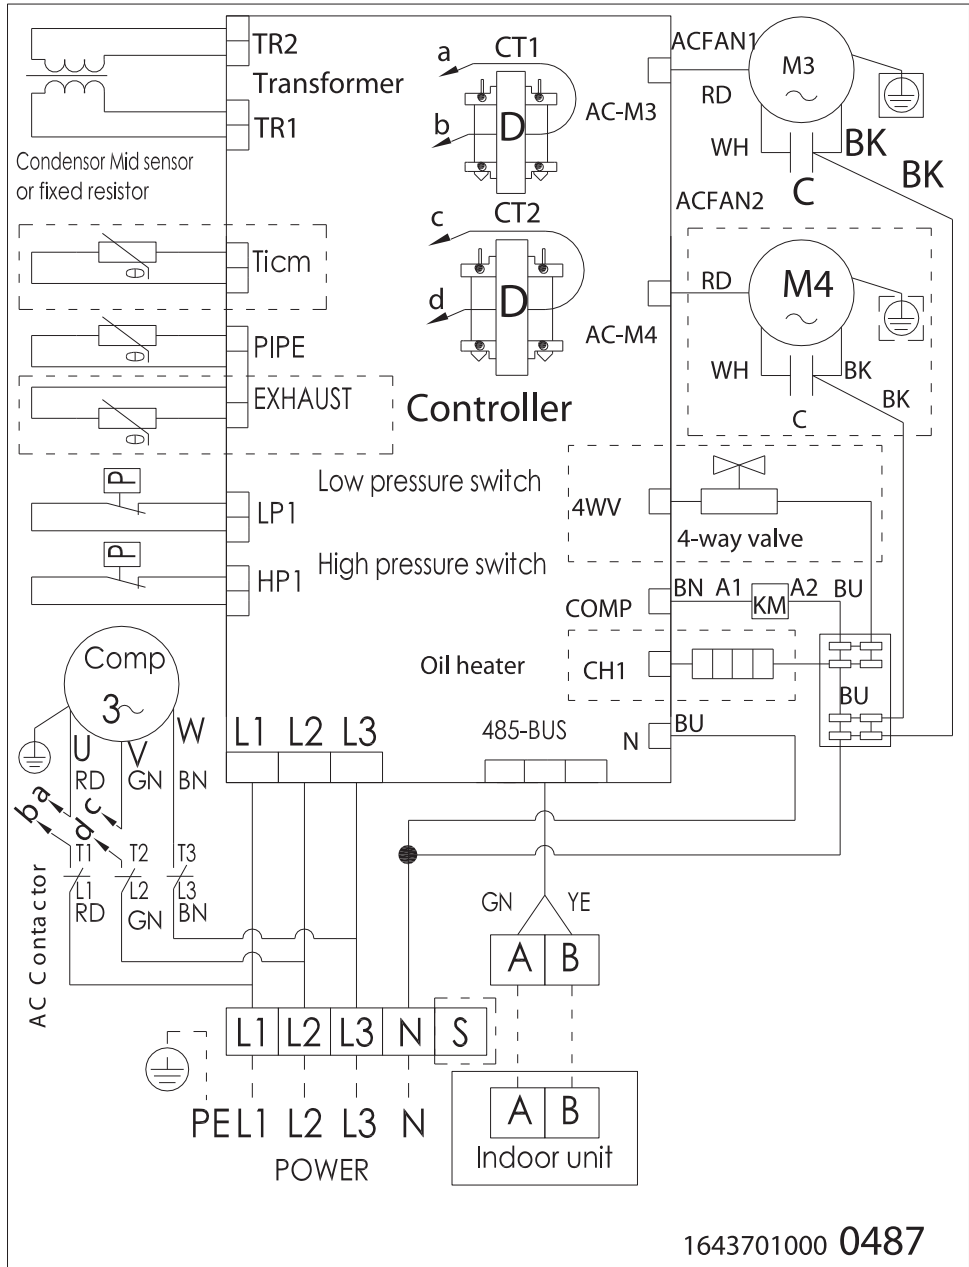 TR2
Transformer
TR1
Condensor Mid sensor
or fixed resistor
Ticm
PIPE
EXHAUST
P
LP1
Low pressure switch
P
HP1
High pressure switch
a
CT1
b
D
c
CT2
d
D
Controller
ACFAN1
M3
RD
AC-M3
WH
BK
BK
C
ACFAN2
RD
M4
AC-M4
WH
BK
BK
C
4WV
4-way valve
BN A1 KM A2 BU
COMP
Oil heater
CH1
BU
BU
N
485-BUS
L1 L2 L3
Comp
3~
U V W
RD GN BN
a
b
c
d
T1 T2 T3
L1 L2 L3
RD GN BN
AC Contactor
GN YE
A B
L1 L2 L3 N S
PE L1 L2 L3 N
POWER
A B
Indoor unit
1643701000 0487